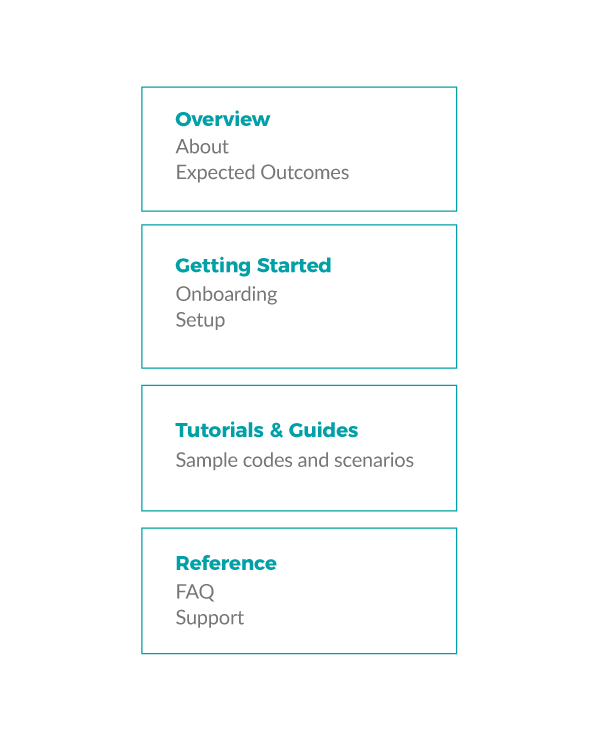 Overview
About
Expected Outcomes
Getting Started
Onboarding
Setup
Tutorials & Guides
Sample codes and scenarios
Reference
FAQ
Support